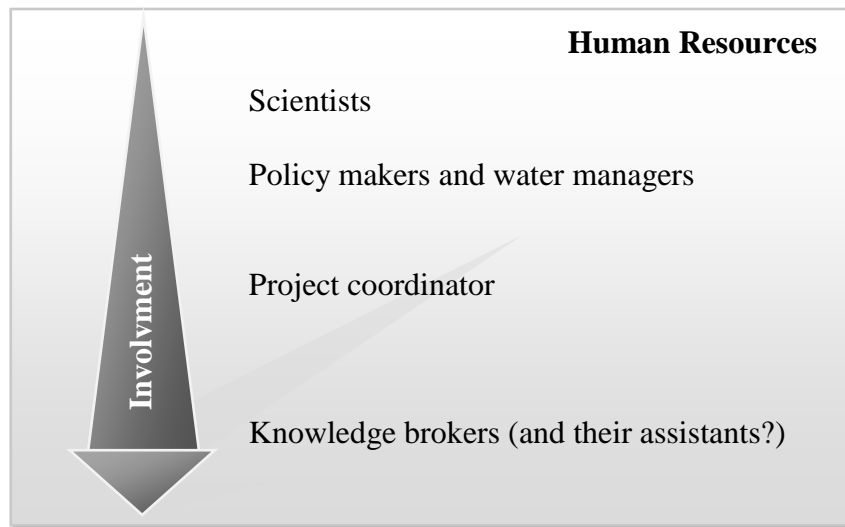 Human Resources
Scientists
Policy makers and water managers
Project coordinator
Involvment
Knowledge brokers (and their assistants?)